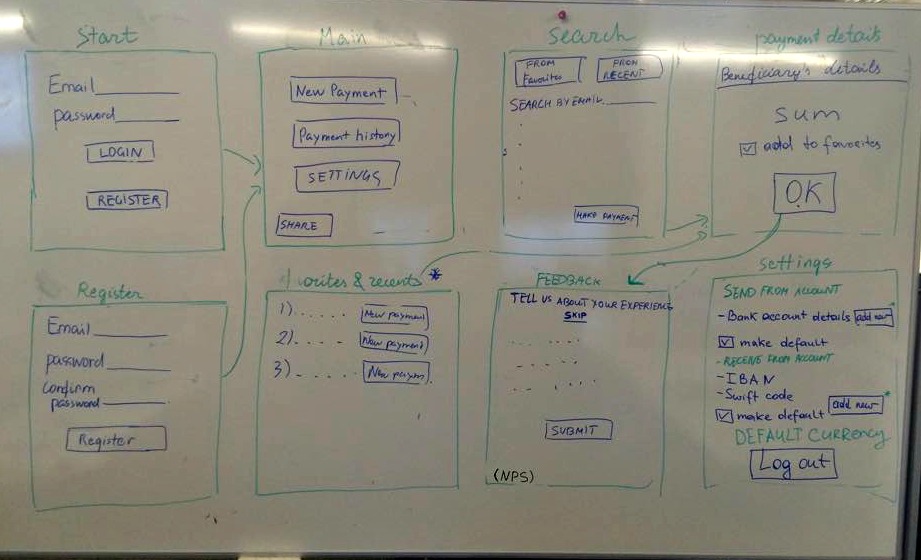 Start
Email
password
LOGIN
REGISTER
Main
New Payment
Payment history
SETTINGS
SHARE
Search
FROM
Favorites
FROM
RECENT
SEARCH BY EMAIL
MAKE PAYMENT
payment details
Beneficiary's details
sum
add to favorites
OK
Register
Email
password
Confirm
password
Register
& recents *
1) ..... New payment
2) .... New payment
3) ..... New paym.
FEEDBACK
TELL US ABOUT YOUR EXPERIENCE
SKIP
SUBMIT
(NPS)
settings
SEND FROM ACCOUNT
- Bank account details add new *
make default
- RECEIVE FROM ACCOUNT
- IBAN
- Swift code
add new *
make default
DEFAULT CURRENCY
Log out